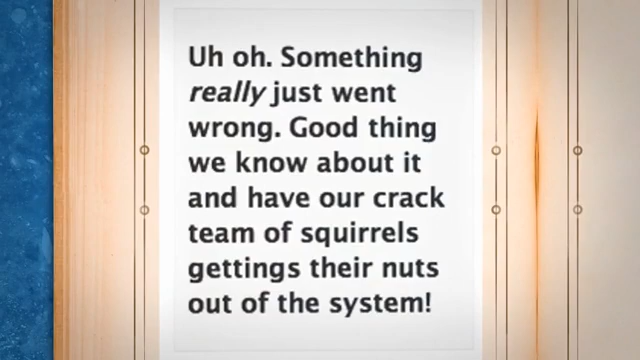 Uh oh. Something
really just went
wrong. Good thing
we know about it
and have our crack
team of squirrels
gettings their nuts
out of the system!